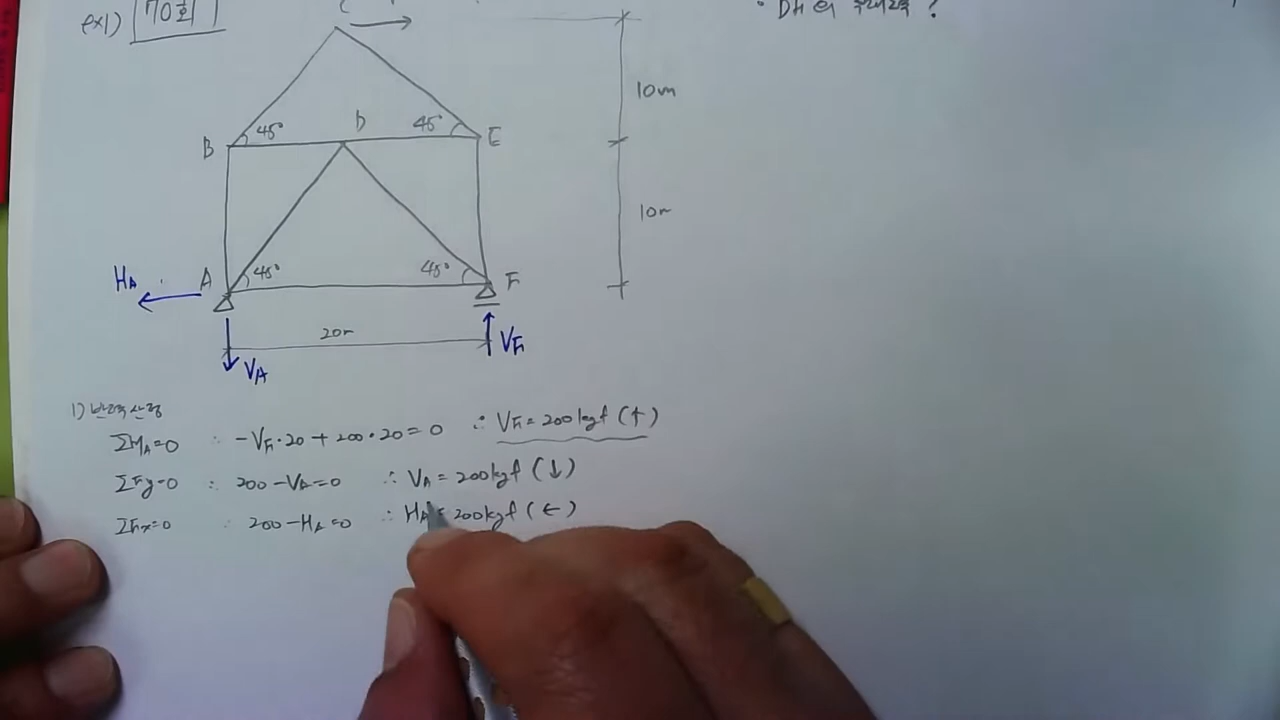 ex1) 70회
C
10m
B 45° D 45° E
10m
HA A 45° 45° F
20m
VA VF
1) 반력산정
ΣMA=0 : -VF·20+200·20=0 ∴ VF=200kgf (↑)
ΣFy=0 : 200-VA=0 ∴ VA=200kgf (↓)
ΣFx=0 : 200-HA=0 ∴ HA=200kgf (←)